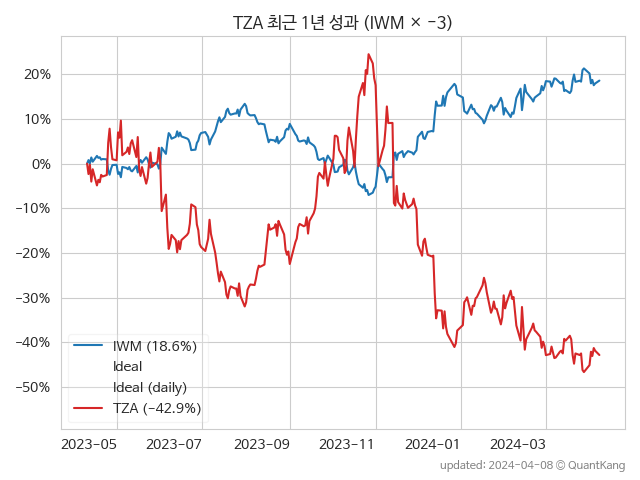 TZA 최근 1년 성과 (IWM × −3)
20%
10%
0%
−10%
−20%
−30%
−40%
−50%
IWM (18.6%)
Ideal
Ideal (daily)
TZA (−42.9%)
2023-05 2023-07 2023-09 2023-11 2024-01 2024-03
updated: 2024-04-08 © QuantKang